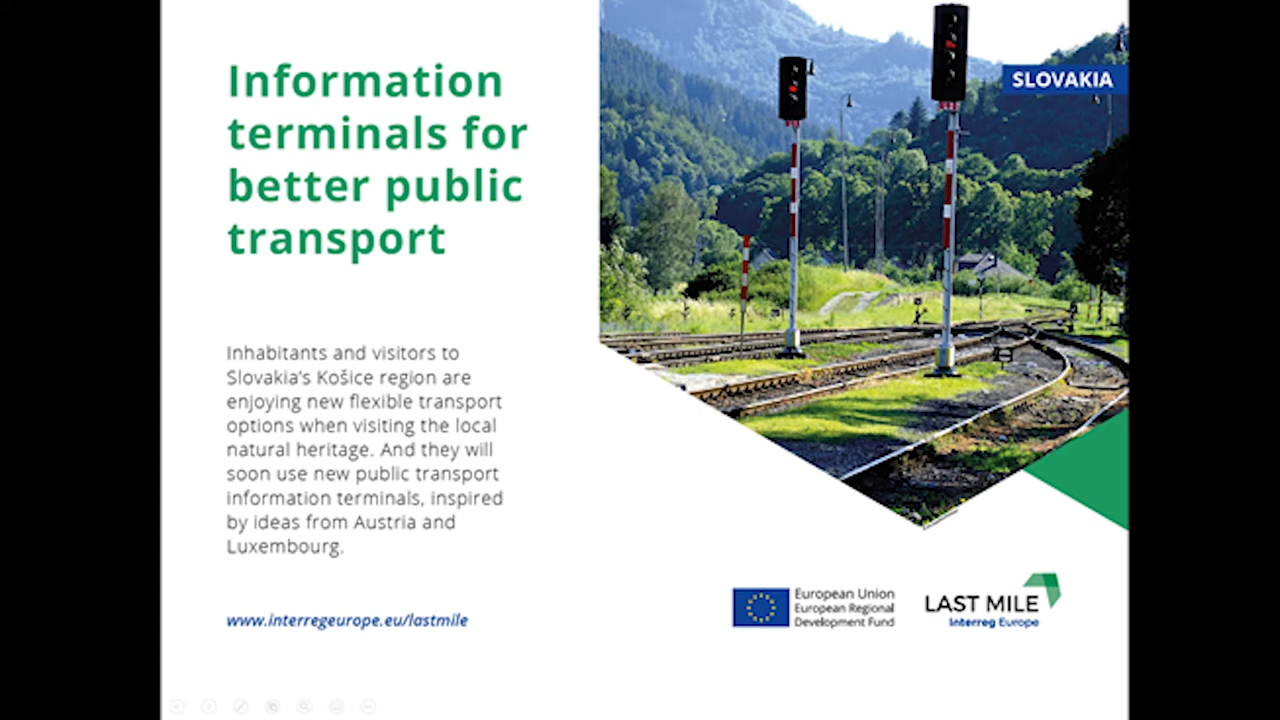 Information
terminals for
better public
transport
SLOVAKIA
Inhabitants and visitors to
Slovakia's Košice region are
enjoying new flexible transport
options when visiting the local
natural heritage. And they will
soon use new public transport
information terminals, inspired
by ideas from Austria and
Luxembourg.
www.interregeurope.eu/lastmile
European Union
European Regional
Development Fund
LAST MILE
Interreg Europe